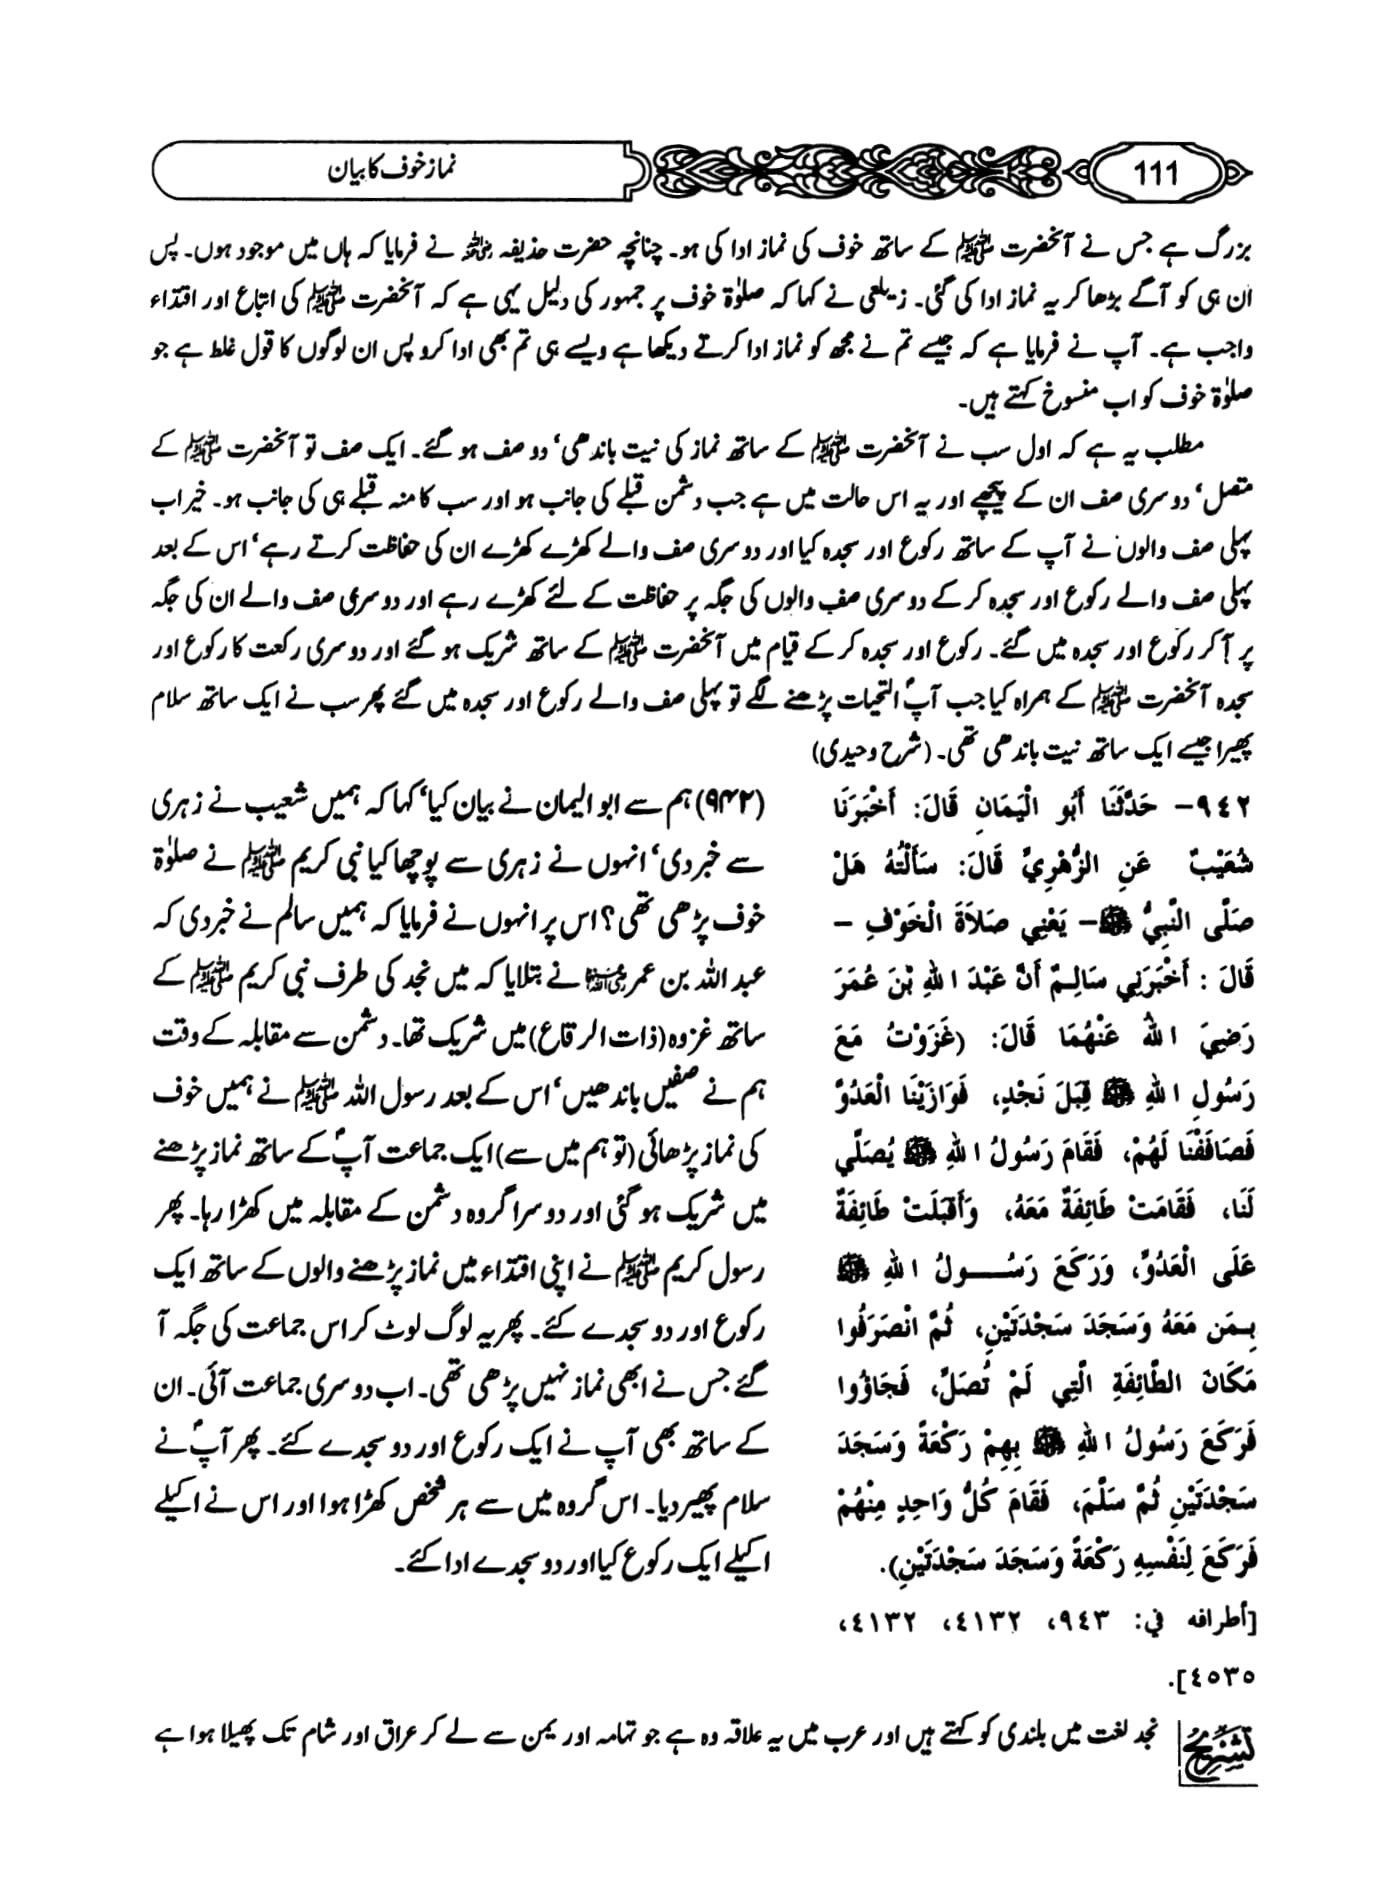 111
نماز خوف کا بیان
بزرگ ہے جس نے آنحضرت ﷺ کے ساتھ خوف کی نماز ادا کی ہو۔ چنانچہ حضرت حذیفہ رضی اللہ عنہ نے فرمایا کہ ہاں میں موجود ہوں۔ پس
ان ہی کو آگے بڑھا کر یہ نماز ادا کی گئی۔ زیلعی نے کہا کہ صلوٰۃ خوف پر جمہور کی دلیل یہی ہے کہ آنحضرت ﷺ کی اتباع اور اقتداء
واجب ہے۔ آپ نے فرمایا ہے کہ جیسے تم نے مجھ کو نماز ادا کرتے دیکھا ہے ویسے ہی تم بھی ادا کرو پس ان لوگوں کا قول غلط ہے جو
صلوٰۃ خوف کو اب منسوخ کہتے ہیں۔
مطلب یہ ہے کہ اول سب نے آنحضرت ﷺ کے ساتھ نماز کی نیت باندھی‘ دو صف ہو گئے۔ ایک صف تو آنحضرت ﷺ کے
متصل‘ دوسری صف ان کے پیچھے اور یہ اس حالت میں ہے جب دشمن قبلے کی جانب ہو اور سب کا منہ قبلے ہی کی جانب ہو۔ خیر اب
پہلی صف والوں نے آپ کے ساتھ رکوع اور سجدہ کیا اور دوسری صف والے کھڑے کھڑے ان کی حفاظت کرتے رہے‘ اس کے بعد
پہلی صف والے رکوع اور سجدہ کر کے دوسری صف والوں کی جگہ پر حفاظت کے لئے کھڑے رہے اور دوسری صف والے ان کی جگہ
پر آ کر رکوع اور سجدہ میں گئے۔ رکوع اور سجدہ کر کے قیام میں آنحضرت ﷺ کے ساتھ شریک ہو گئے اور دوسری رکعت کا رکوع اور
سجدہ آنحضرت ﷺ کے ہمراہ کیا جب آپؐ التحیات پڑھنے لگے تو پہلی صف والے رکوع اور سجدہ میں گئے پھر سب نے ایک ساتھ سلام
پھیرا جیسے ایک ساتھ نیت باندھی تھی۔ (شرح وحیدی)
٩٤٢- حَدَّثَنَا أَبُو الْيَمَانِ قَالَ: أَخْبَرَنَا
شُعَيْبٌ عَنِ الزُّهْرِيِّ قَالَ: سَأَلْتُهُ هَلْ
صَلَّى النَّبِيُّ ﷺ - يَعْنِي صَلاَةَ الْخَوْفِ -
قَالَ : أَخْبَرَنِي سَالِمٌ أَنَّ عَبْدَ اللهِ بْنَ عُمَرَ
رَضِيَ اللهُ عَنْهُمَا قَالَ: (غَزَوْتُ مَعَ
رَسُولِ اللهِ ﷺ قِبَلَ نَجْدٍ، فَوَازَيْنَا الْعَدُوَّ
فَصَافَفْنَا لَهُمْ، فَقَامَ رَسُولُ اللهِ ﷺ يُصَلِّي
لَنَا، فَقَامَتْ طَائِفَةٌ مَعَهُ، وَأَقْبَلَتْ طَائِفَةٌ
عَلَى الْعَدُوِّ، وَرَكَعَ رَسُولُ اللهِ ﷺ
بِمَن مَعَهُ وَسَجَدَ سَجْدَتَيْنِ، ثُمَّ انْصَرَفُوا
مَكَانَ الطَّائِفَةِ الَّتِي لَمْ تُصَلِّ، فَجَاؤُوا
فَرَكَعَ رَسُولُ اللهِ ﷺ بِهِمْ رَكْعَةً وَسَجَدَ
سَجْدَتَيْنِ ثُمَّ سَلَّمَ، فَقَامَ كُلُّ وَاحِدٍ مِنْهُمْ
فَرَكَعَ لِنَفْسِهِ رَكْعَةً وَسَجَدَ سَجْدَتَيْنِ).
[أطرافه في: ٩٤٣، ٤١٣٢، ٤١٣٢،
٤٥٣٥].
(۹۴۲) ہم سے ابو الیمان نے بیان کیا‘ کہا کہ ہمیں شعیب نے زہری
سے خبر دی‘ انہوں نے زہری سے پوچھا کیا نبی کریم ﷺ نے صلوٰۃ
خوف پڑھی تھی؟ اس پر انہوں نے فرمایا کہ ہمیں سالم نے خبر دی کہ
عبداللہ بن عمر رضی اللہ عنہما نے بتلایا کہ میں نجد کی طرف نبی کریم ﷺ کے
ساتھ غزوہ (ذات الرقاع) میں شریک تھا۔ دشمن سے مقابلہ کے وقت
ہم نے صفیں باندھیں‘ اس کے بعد رسول اللہ ﷺ نے ہمیں خوف
کی نماز پڑھائی (تو ہم میں سے) ایک جماعت آپؐ کے ساتھ نماز پڑھنے
میں شریک ہو گئی اور دوسرا گروہ دشمن کے مقابلہ میں کھڑا رہا۔ پھر
رسول کریم ﷺ نے اپنی اقتداء میں نماز پڑھنے والوں کے ساتھ ایک
رکوع اور دو سجدے کئے۔ پھر یہ لوگ لوٹ کر اس جماعت کی جگہ آ
گئے جس نے ابھی نماز نہیں پڑھی تھی۔ اب دوسری جماعت آئی۔ ان
کے ساتھ بھی آپ نے ایک رکوع اور دو سجدے کئے۔ پھر آپؐ نے
سلام پھیر دیا۔ اس گروہ میں سے ہر شخص کھڑا ہوا اور اس نے اکیلے
اکیلے ایک رکوع کیا اور دو سجدے ادا کئے۔
تشریح نجد لغت میں بلندی کو کہتے ہیں اور عرب میں یہ علاقہ وہ ہے جو تہامہ اور یمن سے لے کر عراق اور شام تک پھیلا ہوا ہے